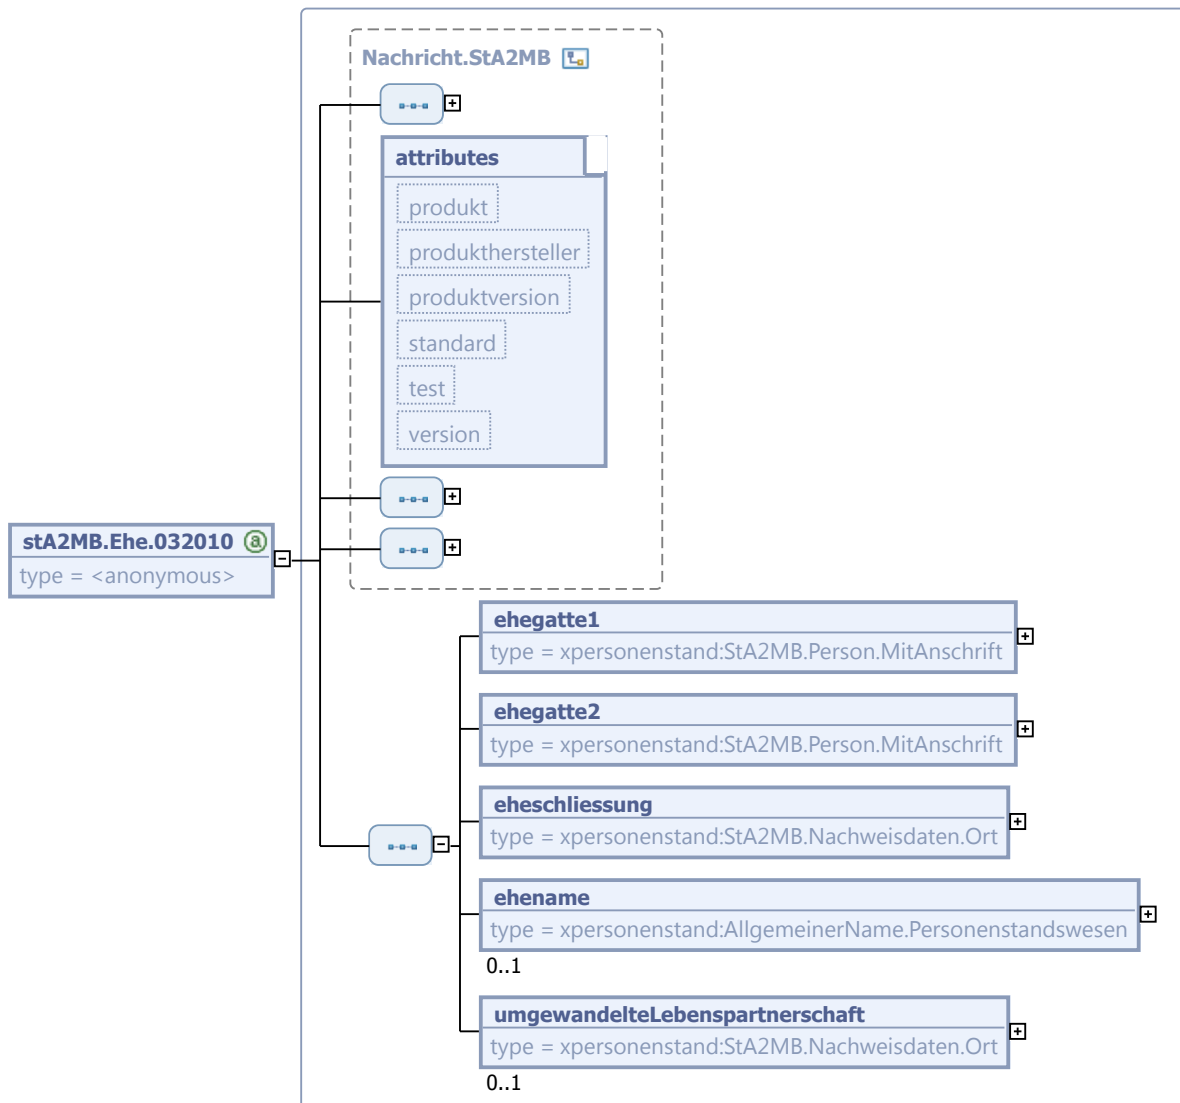 Nachricht.StA2MB
attributes
produkt
produkthersteller
produktversion
standard
test
version
stA2MB.Ehe.032010 a
type = <anonymous>
ehegatte1
type = xpersonenstand:StA2MB.Person.MitAnschrift
ehegatte2
type = xpersonenstand:StA2MB.Person.MitAnschrift
eheschliessung
type = xpersonenstand:StA2MB.Nachweisdaten.Ort
ehename
type = xpersonenstand:AllgemeinerName.Personenstandswesen
0..1
umgewandelteLebenspartnerschaft
type = xpersonenstand:StA2MB.Nachweisdaten.Ort
0..1